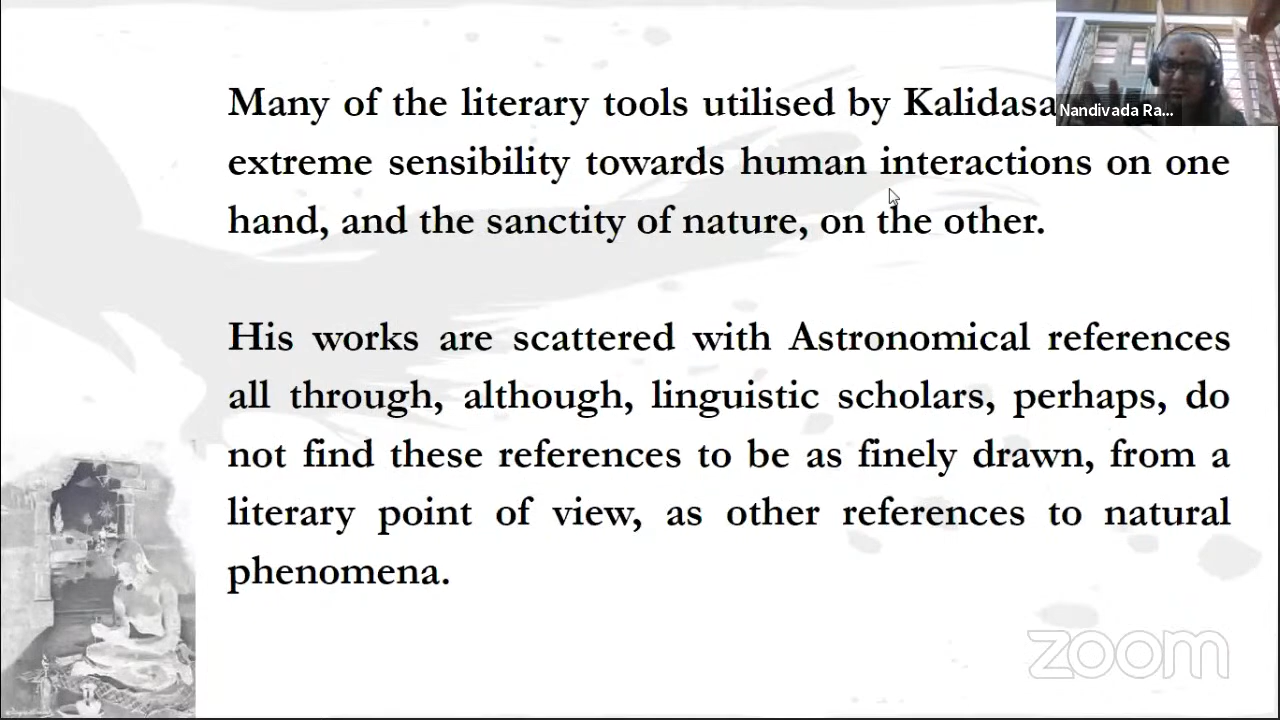 Many of the literary tools utilised by Kalidasa
extreme sensibility towards human interactions on one
hand, and the sanctity of nature, on the other.
His works are scattered with Astronomical references
all through, although, linguistic scholars, perhaps, do
not find these references to be as finely drawn, from a
literary point of view, as other references to natural
phenomena.
Nandivada Ra...
zoom